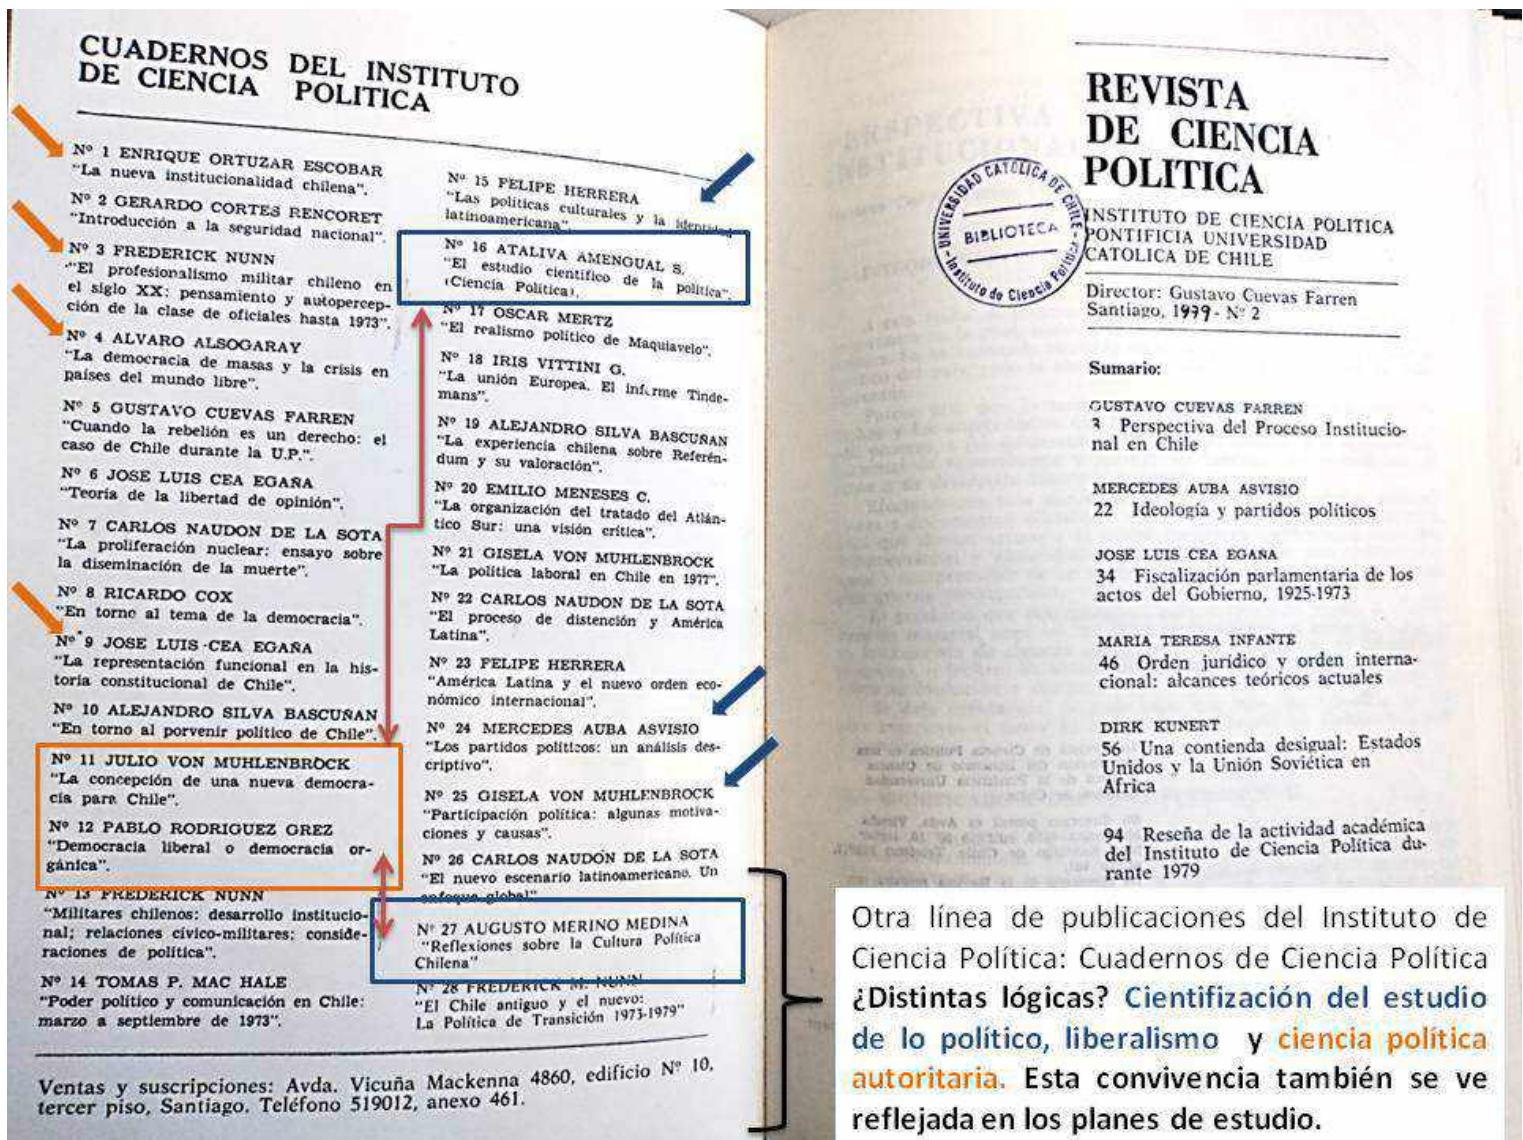 CUADERNOS DEL INSTITUTO
DE CIENCIA POLITICA
Nº 1 ENRIQUE ORTUZAR ESCOBAR
"La nueva institucionalidad chilena".
Nº 2 GERARDO CORTES RENCORET
"Introducción a la seguridad nacional".
Nº 3 FREDERICK NUNN
"El profesionalismo militar chileno en
el siglo XX: pensamiento y autopercep-
ción de la clase de oficiales hasta 1973".
Nº 4 ALVARO ALSOGARAY
"La democracia de masas y la crisis en
países del mundo libre".
Nº 5 GUSTAVO CUEVAS FARREN
"Cuando la rebelión es un derecho: el
caso de Chile durante la U.P.".
Nº 6 JOSE LUIS CEA EGAÑA
"Teoría de la libertad de opinión".
Nº 7 CARLOS NAUDON DE LA SOTA
"La proliferación nuclear: ensayo sobre
la diseminación de la muerte".
Nº 8 RICARDO COX
"En torno al tema de la democracia".
Nº 9 JOSE LUIS CEA EGAÑA
"La representación funcional en la his-
toria constitucional de Chile".
Nº 10 ALEJANDRO SILVA BASCUÑAN
"En torno al porvenir político de Chile".
Nº 11 JULIO VON MUHLENBROCK
"La concepción de una nueva democra-
cia para Chile".
Nº 12 PABLO RODRIGUEZ GREZ
"Democracia liberal o democracia or-
gánica".
Nº 13 FREDERICK NUNN
"Militares chilenos: desarrollo institucio-
nal; relaciones cívico-militares; conside-
raciones de política".
Nº 14 TOMAS P. MAC HALE
"Poder político y comunicación en Chile:
marzo a septiembre de 1973".
Nº 15 FELIPE HERRERA
"Las políticas culturales y la identidad
latinoamericana".
Nº 16 ATALIVA AMENGUAL S.
"El estudio científico de la política".
(Ciencia Política).
Nº 17 OSCAR MERTZ
"El realismo político de Maquiavelo".
Nº 18 IRIS VITTINI G.
"La unión Europea. El informe Tinde-
mans".
Nº 19 ALEJANDRO SILVA BASCUÑAN
"La experiencia chilena sobre Referén-
dum y su valoración".
Nº 20 EMILIO MENESES C.
"La organización del tratado del Atlán-
tico Sur: una visión crítica".
Nº 21 GISELA VON MUHLENBROCK
"La política laboral en Chile en 1977".
Nº 22 CARLOS NAUDON DE LA SOTA
"El proceso de distención y América
Latina".
Nº 23 FELIPE HERRERA
"América Latina y el nuevo orden eco-
nómico internacional".
Nº 24 MERCEDES AUBA ASVISIO
"Los partidos políticos: un análisis des-
criptivo".
Nº 25 GISELA VON MUHLENBROCK
"Participación política: algunas motiva-
ciones y causas".
Nº 26 CARLOS NAUDON DE LA SOTA
"El nuevo escenario latinoamericano. Un
enfoque global"
Nº 27 AUGUSTO MERINO MEDINA
"Reflexiones sobre la Cultura Política
Chilena"
Nº 28 FREDERICK M. NUNN
"El Chile antiguo y el nuevo:
La Política de Transición 1973-1979"
Ventas y suscripciones: Avda. Vicuña Mackenna 4860, edificio Nº 10,
tercer piso, Santiago. Teléfono 519012, anexo 461.
REVISTA
DE CIENCIA
POLITICA
UNIVERSIDAD CATOLICA DE CHILE
BIBLIOTECA
Instituto de Ciencia Política
INSTITUTO DE CIENCIA POLITICA
PONTIFICIA UNIVERSIDAD
CATOLICA DE CHILE
Director: Gustavo Cuevas Farren
Santiago, 1979 - Nº 2
Sumario:
GUSTAVO CUEVAS FARREN
3 Perspectiva del Proceso Institucio-
nal en Chile
MERCEDES AUBA ASVISIO
22 Ideología y partidos políticos
JOSE LUIS CEA EGAÑA
34 Fiscalización parlamentaria de los
actos del Gobierno, 1925-1973
MARIA TERESA INFANTE
46 Orden jurídico y orden interna-
cional: alcances teóricos actuales
DIRK KUNERT
56 Una contienda desigual: Estados
Unidos y la Unión Soviética en
Africa
94 Reseña de la actividad académica
del Instituto de Ciencia Política du-
rante 1979
Otra línea de publicaciones del Instituto de
Ciencia Política: Cuadernos de Ciencia Política
¿Distintas lógicas? Cientifización del estudio
de lo político, liberalismo y ciencia política
autoritaria. Esta convivencia también se ve
reflejada en los planes de estudio.